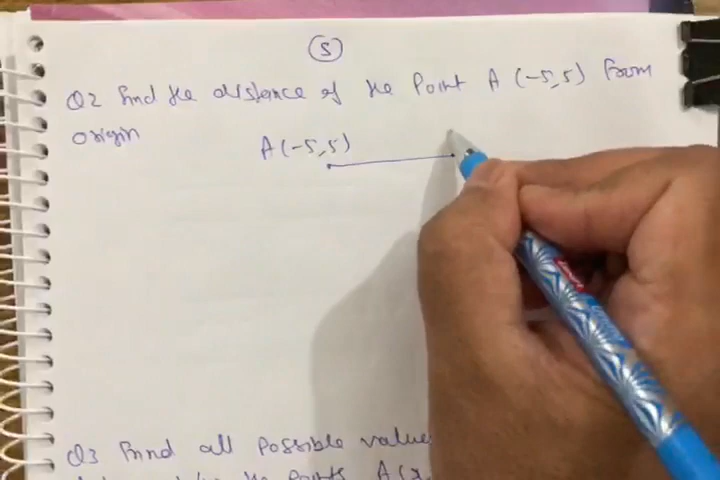 5
Q2 Find the distance of the Point A (-5,5) From
origin
A(-5,5)
Q3 Find all possible value
the Points A(x,